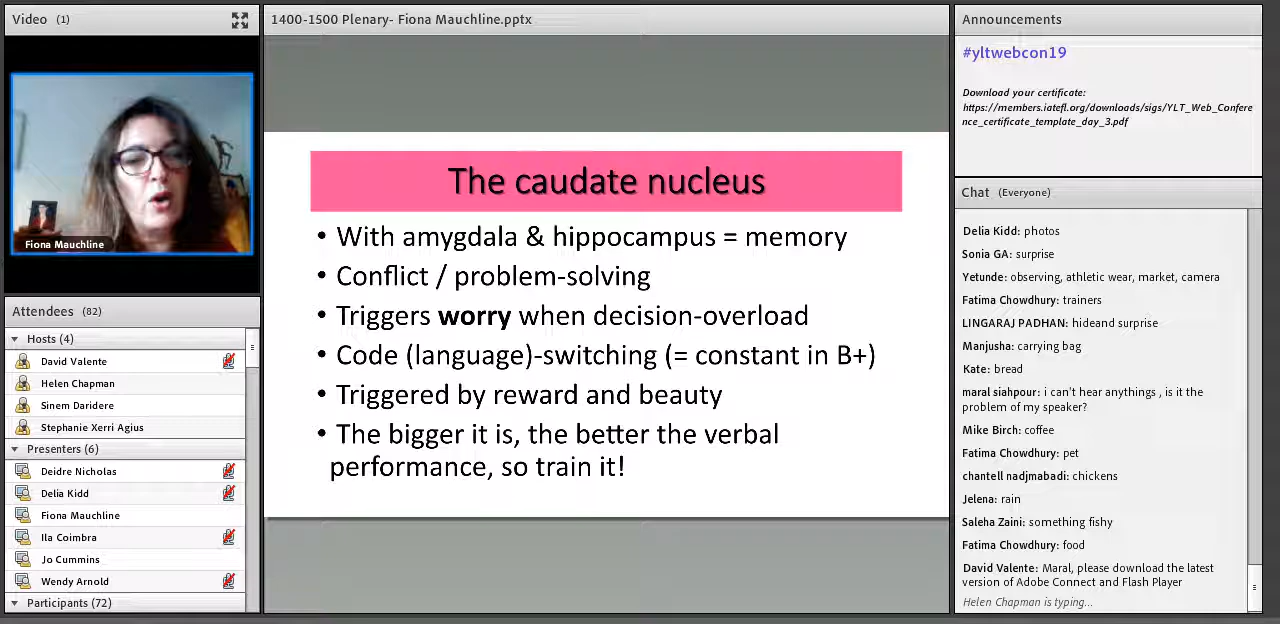 Video (1)
Fiona Mauchline
Attendees (82)
Hosts (4)
David Valente
Helen Chapman
Sinem Daridere
Stephanie Xerri Agius
Presenters (6)
Deidre Nicholas
Delia Kidd
Fiona Mauchline
Ila Coimbra
Jo Cummins
Wendy Arnold
Participants (72)
1400-1500 Plenary- Fiona Mauchline.pptx
The caudate nucleus
• With amygdala & hippocampus = memory
• Conflict / problem-solving
• Triggers worry when decision-overload
• Code (language)-switching (= constant in B+)
• Triggered by reward and beauty
• The bigger it is, the better the verbal
performance, so train it!
Announcements
#yltwebcon19
Download your certificate:
https://members.iatefl.org/downloads/sigs/YLT_Web_Confere
nce_certificate_template_day_3.pdf
Chat (Everyone)
Delia Kidd: photos
Sonia GA: surprise
Yetunde: observing, athletic wear, market, camera
Fatima Chowdhury: trainers
LINGARAJ PADHAN: hideand surprise
Manjusha: carrying bag
Kate: bread
maral siahpour: i can't hear anythings , is it the
problem of my speaker?
Mike Birch: coffee
Fatima Chowdhury: pet
chantell nadjmabadi: chickens
Jelena: rain
Saleha Zaini: something fishy
Fatima Chowdhury: food
David Valente: Maral, please download the latest
version of Adobe Connect and Flash Player
Helen Chapman is typing...